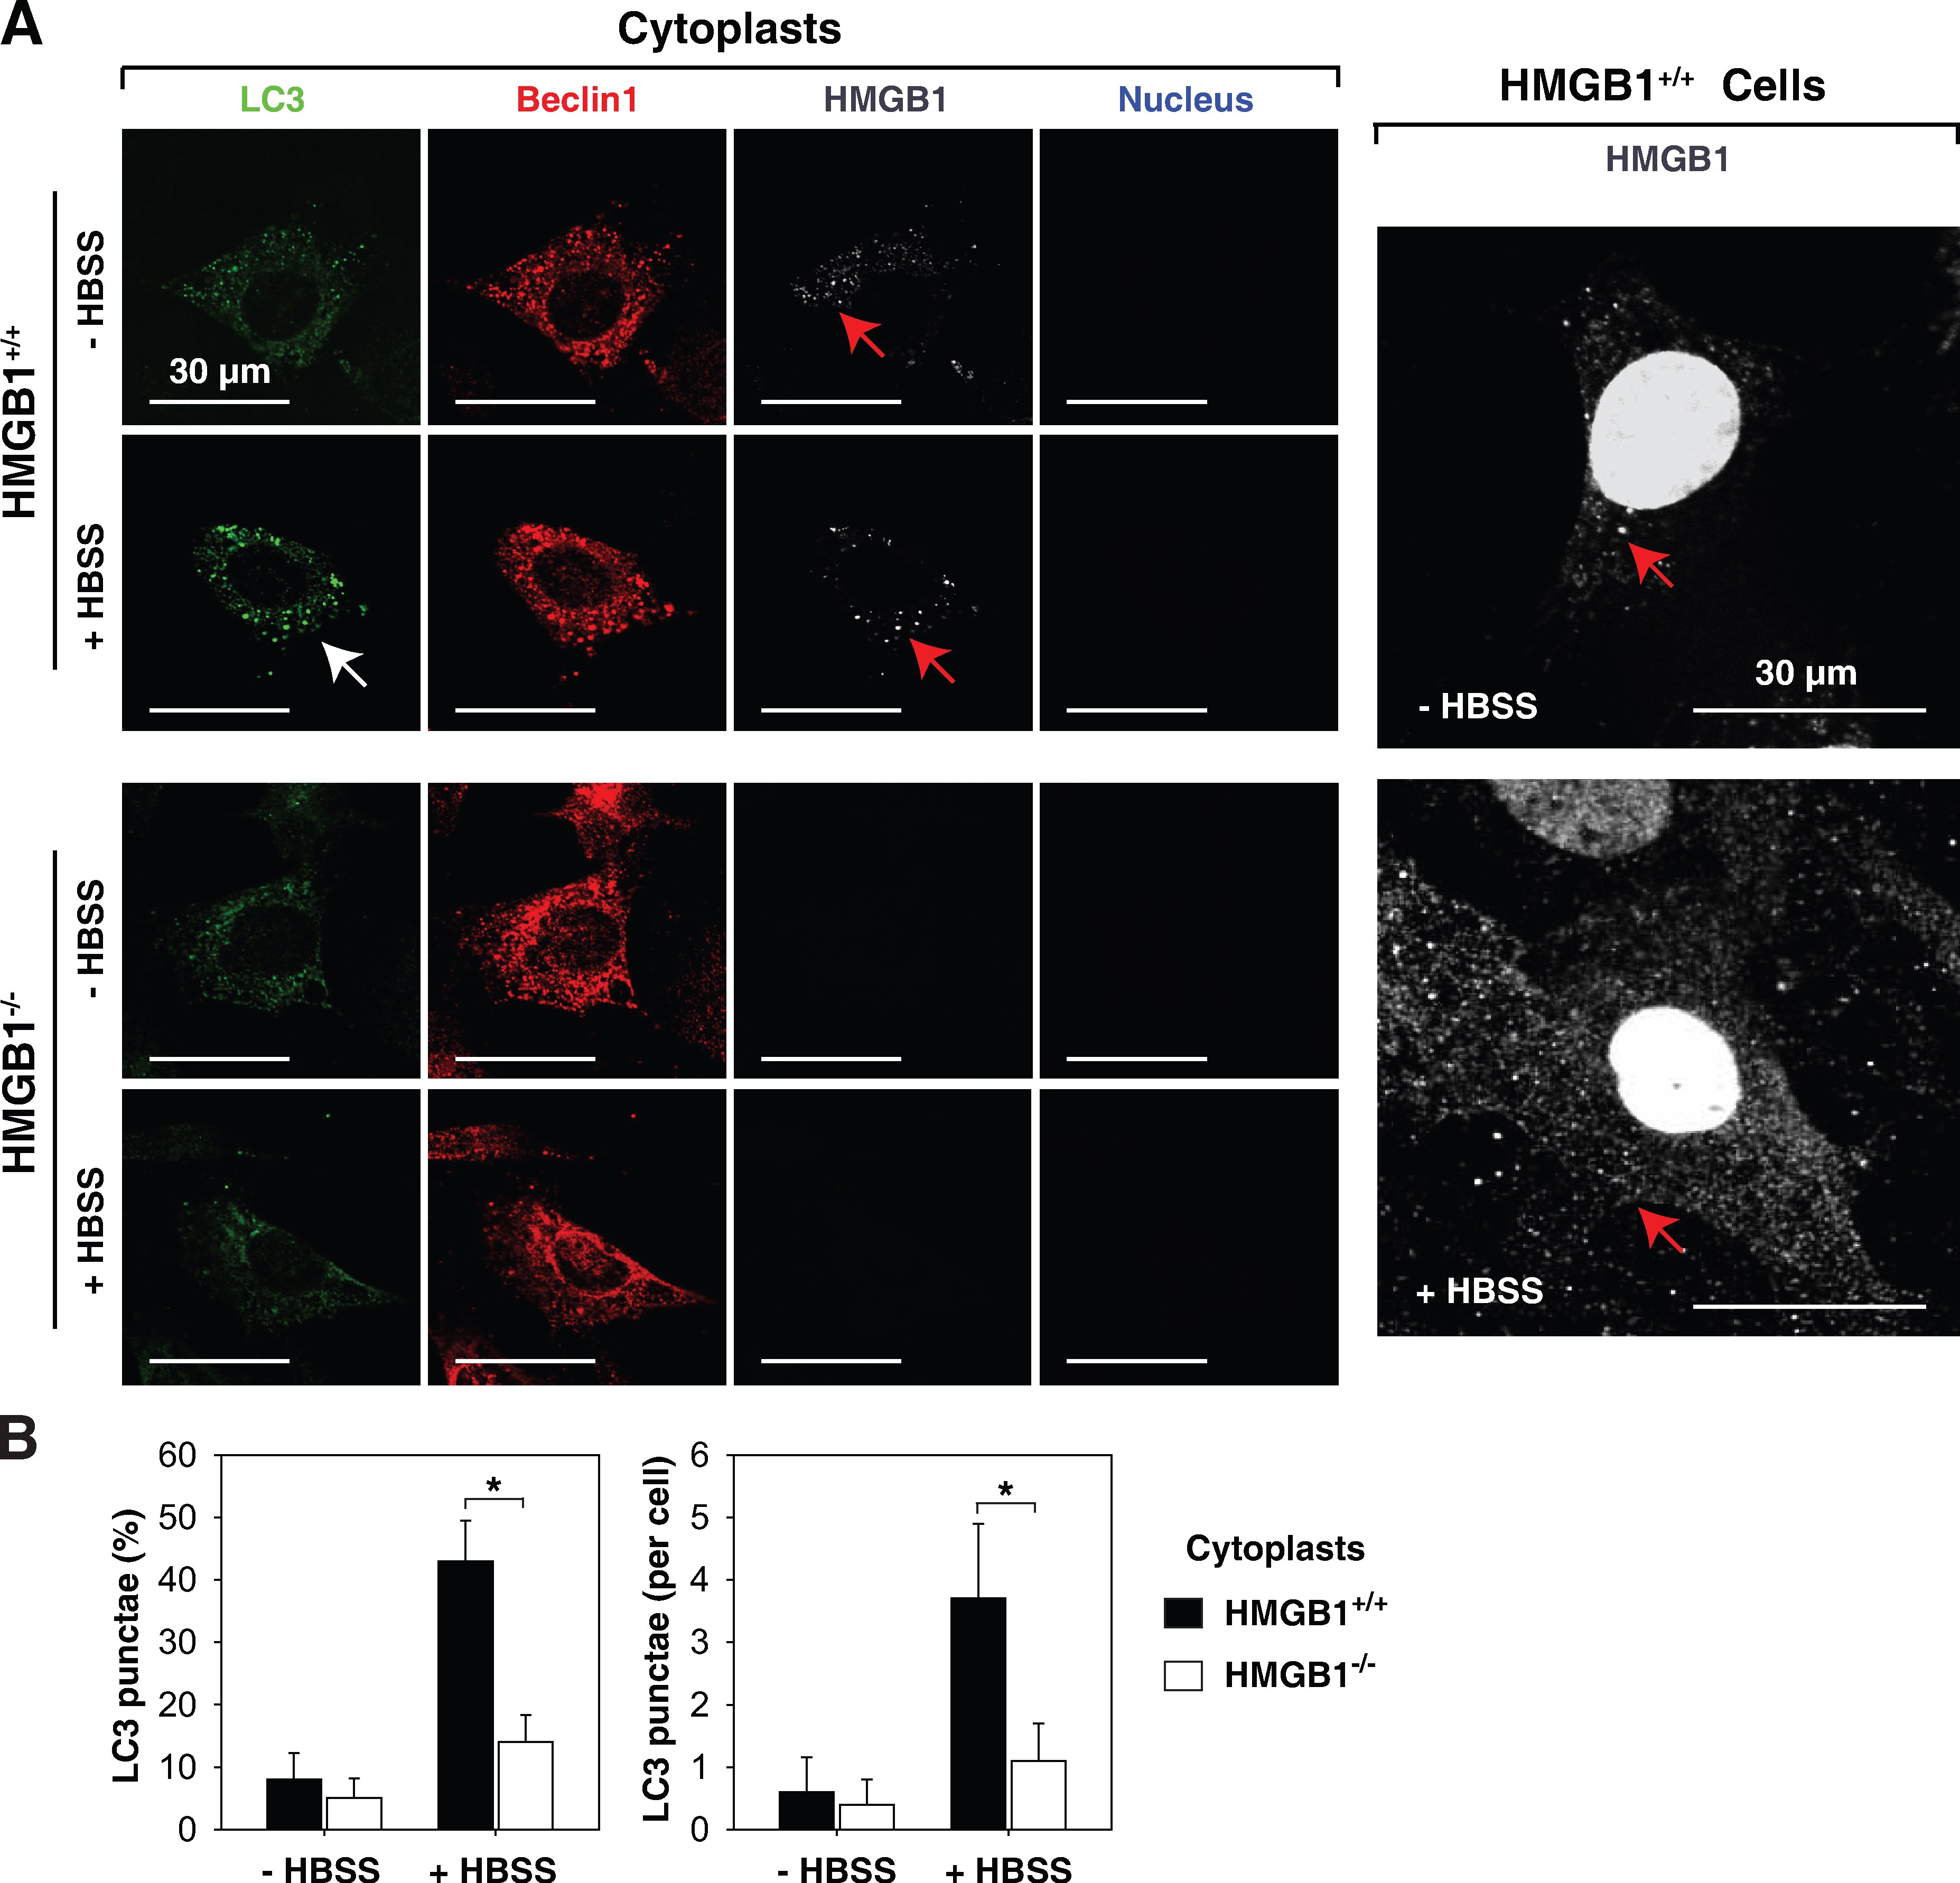 A
Cytoplasts
LC3 Beclin1 HMGB1 Nucleus
HMGB1+/+ Cells
HMGB1
HMGB1+/+
- HBSS
30 µm
+ HBSS
- HBSS
30 µm
HMGB1-/-
- HBSS
+ HBSS
+ HBSS
B
LC3 punctae (%)
60
50
40
30
20
10
0
*
- HBSS + HBSS
LC3 punctae (per cell)
6
5
4
3
2
1
0
*
- HBSS + HBSS
Cytoplasts
HMGB1+/+
HMGB1-/-